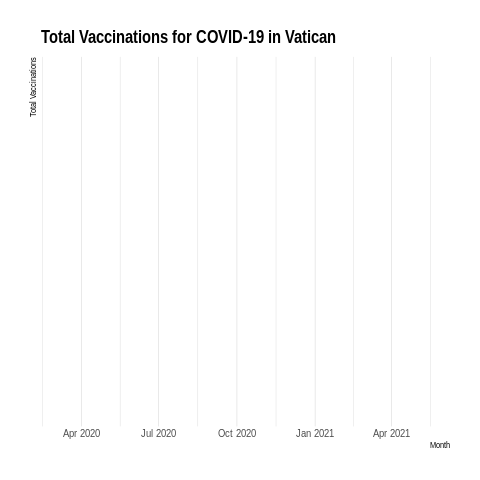 Total Vaccinations for COVID-19 in Vatican
Total Vaccinations
Apr 2020
Jul 2020
Oct 2020
Jan 2021
Apr 2021
Month